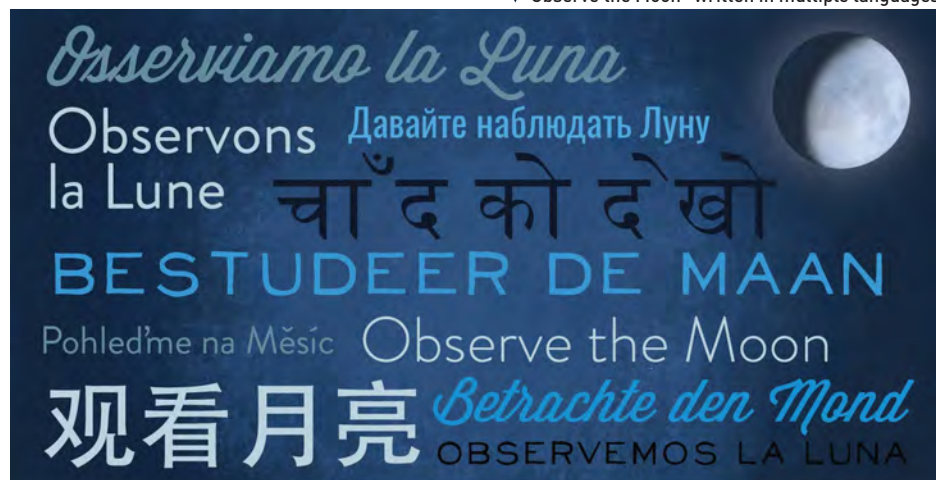 "Observe the Moon" written in multiple languages
Osserviamo la Luna
Observons
la Lune
Давайте наблюдать Луну
चाँद को देखो
BESTUDEER DE MAAN
Pohleďme na Měsíc
Observe the Moon
观看月亮
Betrachte den Mond
OBSERVEMOS LA LUNA